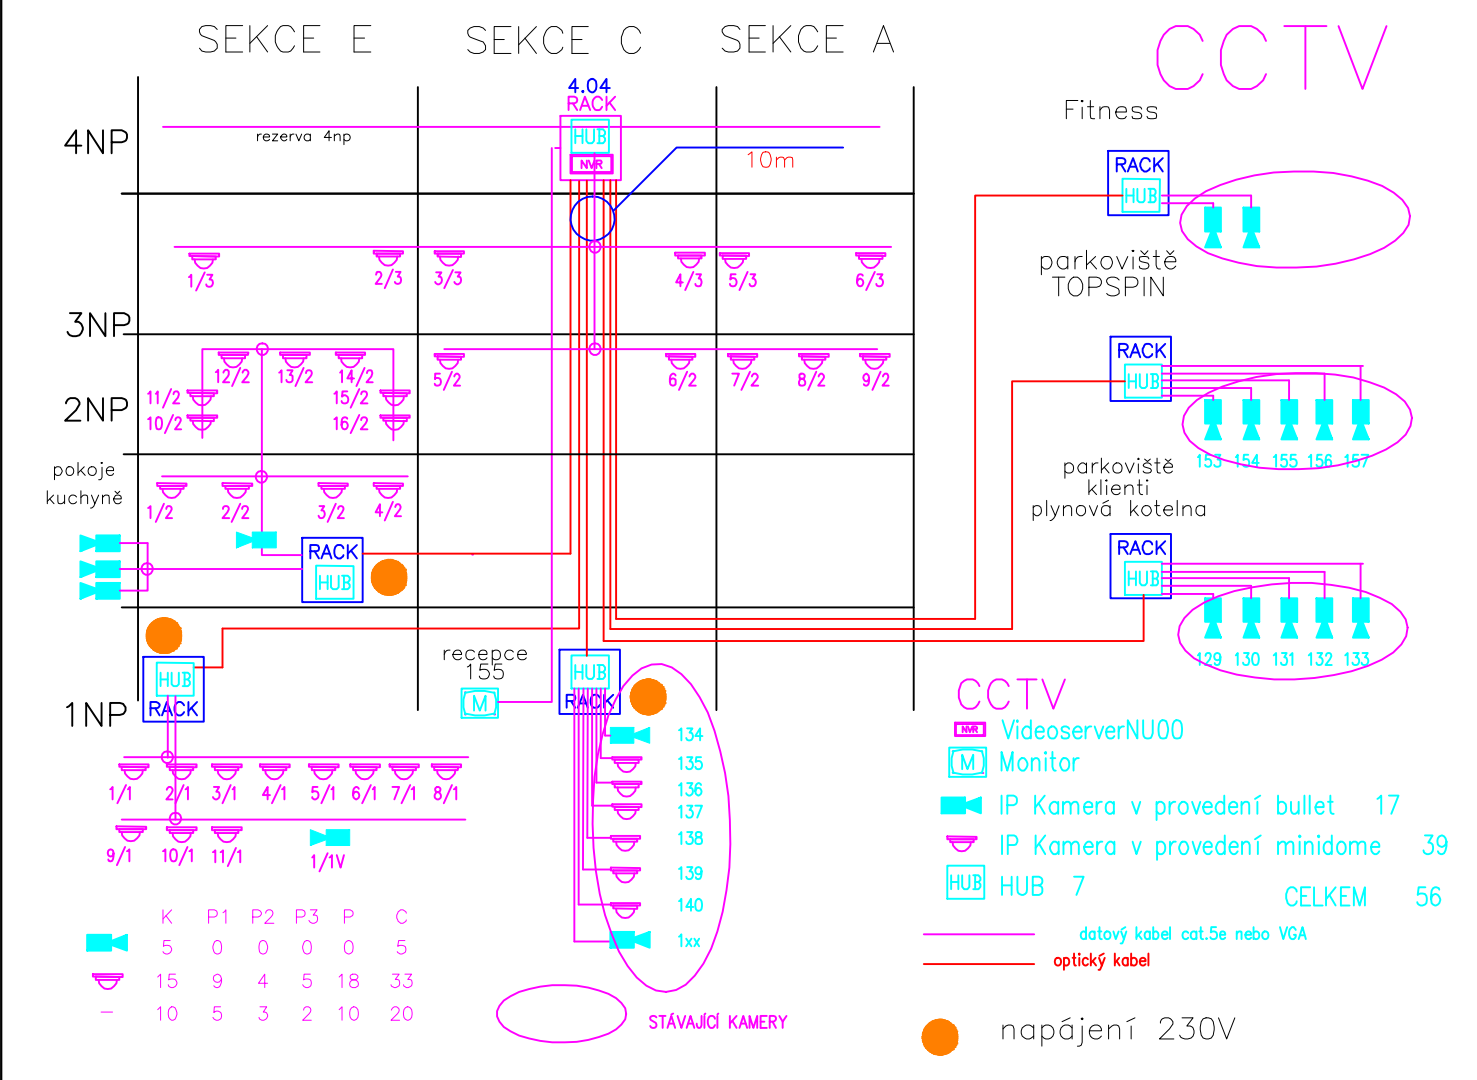 SEKCE E
SEKCE C
SEKCE A
CCTV
4.04
RACK
HUB
NVR
10m
4NP
rezerva 4np
Fitness
RACK
HUB
1/3
2/3
3/3
4/3
5/3
6/3
parkoviště
TOPSPIN
3NP
RACK
HUB
12/2
13/2
14/2
11/2
15/2
10/2
16/2
5/2
6/2
7/2
8/2
9/2
2NP
153
154
155
156
157
pokoje
kuchyně
1/2
2/2
3/2
4/2
parkoviště
klienti
plynová kotelna
RACK
HUB
RACK
HUB
129
130
131
132
133
HUB
RACK
1NP
recepce
155
M
HUB
RACK
134
135
136
137
138
139
140
1xx
1/1
2/1
3/1
4/1
5/1
6/1
7/1
8/1
9/1
10/1
11/1
1/1V
CCTV
NVR VideoserverNU00
M Monitor
IP Kamera v provedení bullet 17
IP Kamera v provedení minidome 39
HUB HUB 7
CELKEM 56
datový kabel cat.5e nebo VGA
optický kabel
napájení 230V
K P1 P2 P3 P C
5 0 0 0 0 5
15 9 4 5 18 33
– 10 5 3 2 10 20
STÁVAJÍCÍ KAMERY